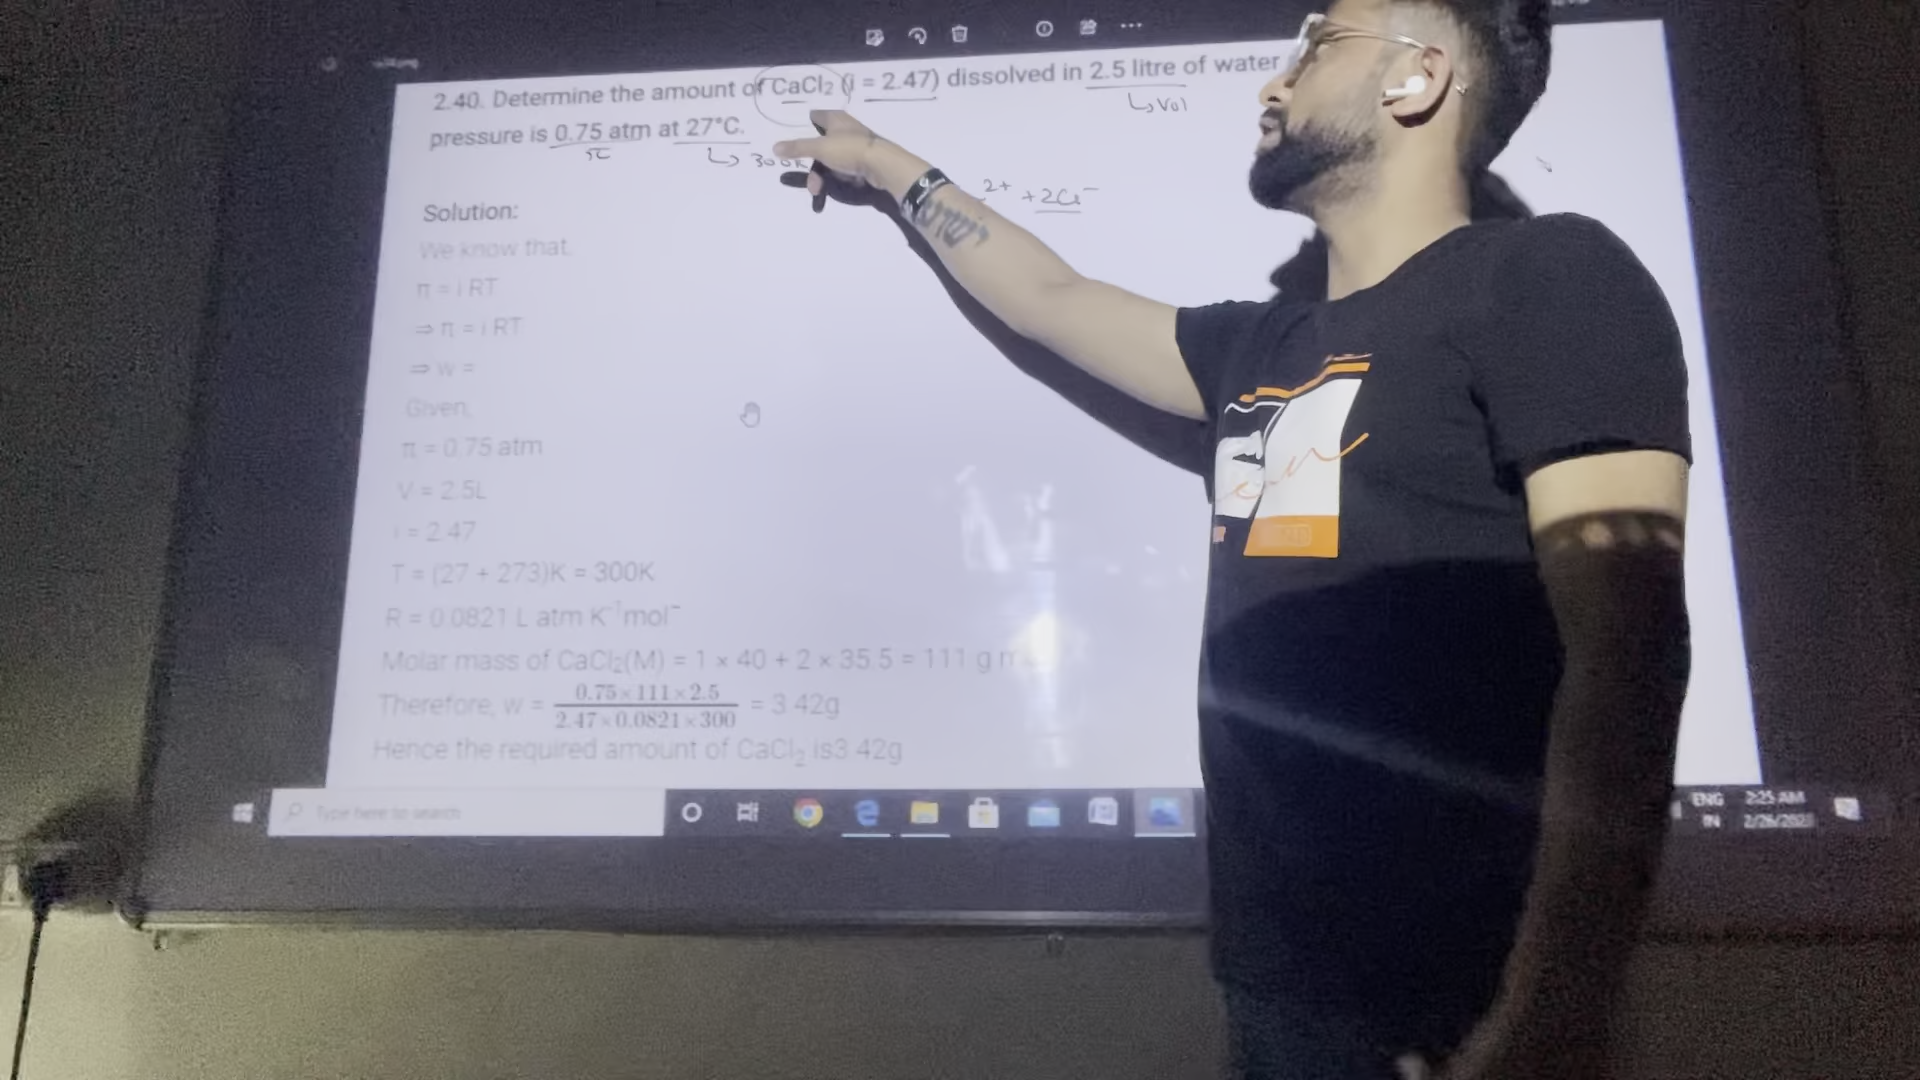 2.40. Determine the amount of CaCl₂ (i = 2.47) dissolved in 2.5 litre of water
↳ Vol
pressure is 0.75 atm at 27°C.
π
↳ 300K
2+ + 2Cl⁻
Solution:
We know that,
π = i RT
⇒ π = i RT
⇒ w =
Given,
π = 0.75 atm
V = 2.5L
i = 2.47
T = (27 + 273)K = 300K
R = 0.0821 L atm K⁻¹mol⁻
Molar mass of CaCl₂(M) = 1 × 40 + 2 × 35.5 = 111 g
Therefore, w = 0.75×111×2.5 / 2.47×0.0821×300 = 3.42g
Hence the required amount of CaCl₂ is3.42g
Type here to search
ENG 2:25 AM
IN